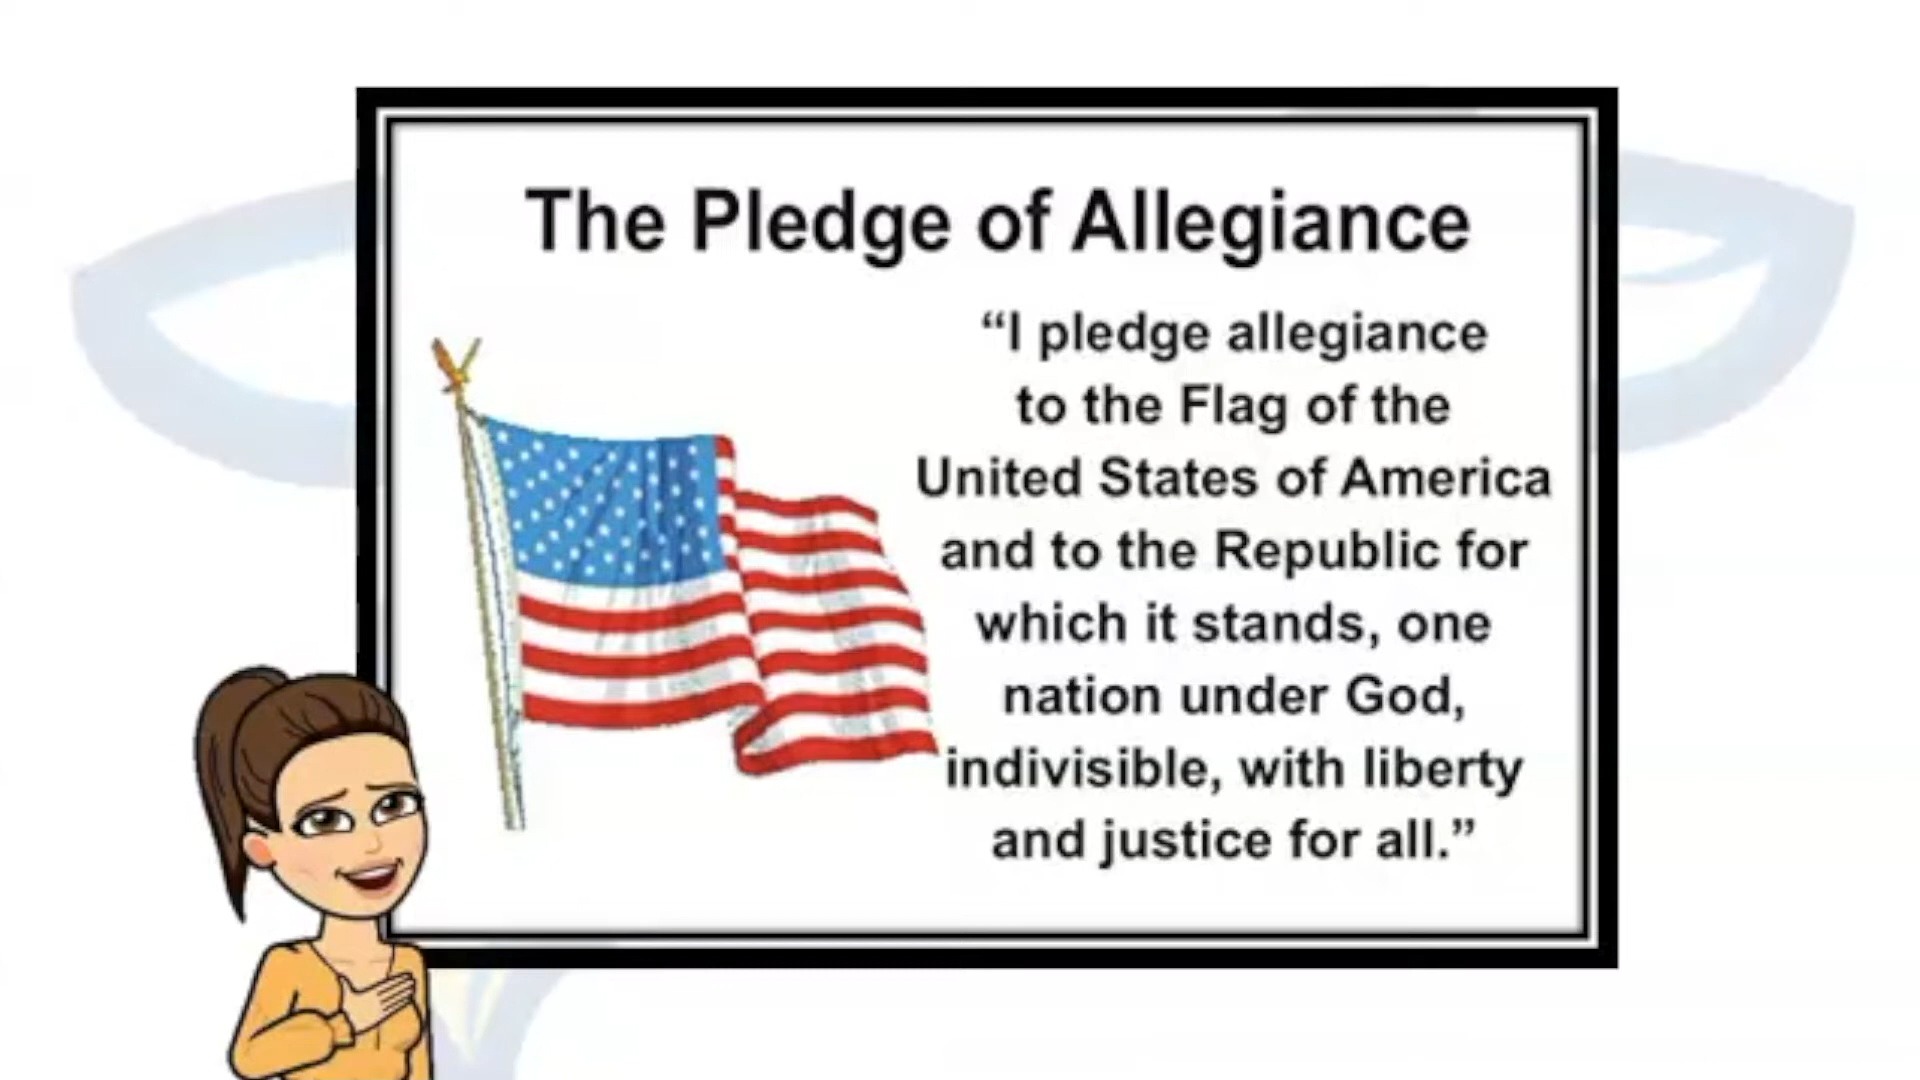 The Pledge of Allegiance
“I pledge allegiance
to the Flag of the
United States of America
and to the Republic for
which it stands, one
nation under God,
indivisible, with liberty
and justice for all.”